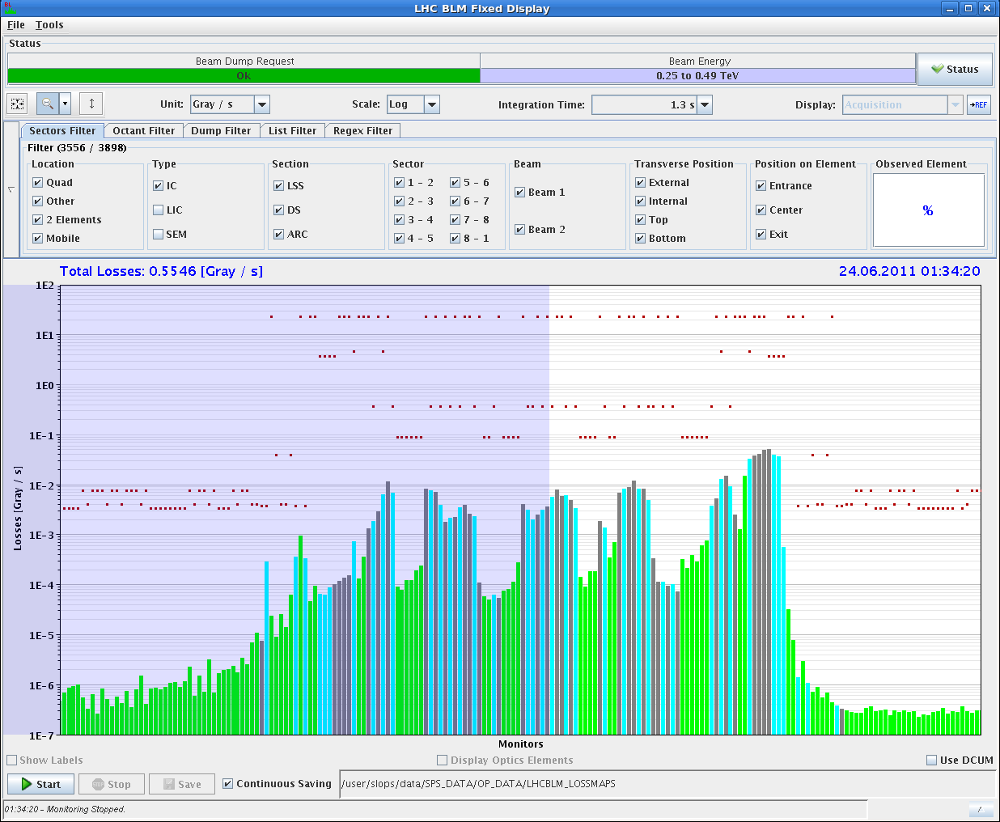 LHC BLM Fixed Display
File Tools
Status
Beam Dump Request Beam Energy
Ok 0.25 to 0.49 TeV
Status
Unit: Gray / s Scale: Log Integration Time: 1.3 s Display: Acquisition REF
Sectors Filter Octant Filter Dump Filter List Filter Regex Filter
Filter (3556 / 3898)
Location Type Section Sector Beam Transverse Position Position on Element Observed Element
Quad IC LSS 1 - 2 5 - 6 Beam 1 External Entrance
Other LIC DS 2 - 3 6 - 7 Internal Center %
2 Elements SEM ARC 3 - 4 7 - 8 Beam 2 Top Exit
Mobile 4 - 5 8 - 1 Bottom
Total Losses: 0.5546 [Gray / s] 24.06.2011 01:34:20
1E2
1E1
1E0
1E-1
1E-2
1E-3
1E-4
1E-5
1E-6
1E-7
Losses [Gray / s]
Monitors
Show Labels Display Optics Elements Use DCUM
Start Stop Save Continuous Saving /user/slops/data/SPS_DATA/OP_DATA/LHCBLM_LOSSMAPS
01:34:20 - Monitoring Stopped.